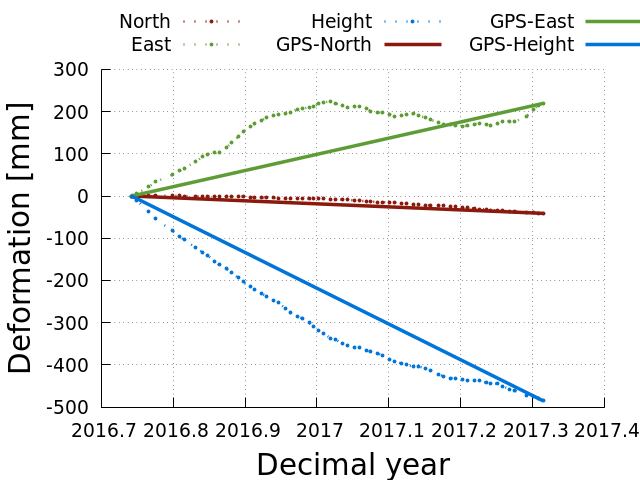 North Height GPS-East
East GPS-North GPS-Height
300
200
100
0
-100
-200
-300
-400
-500
Deformation [mm]
2016.7 2016.8 2016.9 2017 2017.1 2017.2 2017.3 2017.4
Decimal year